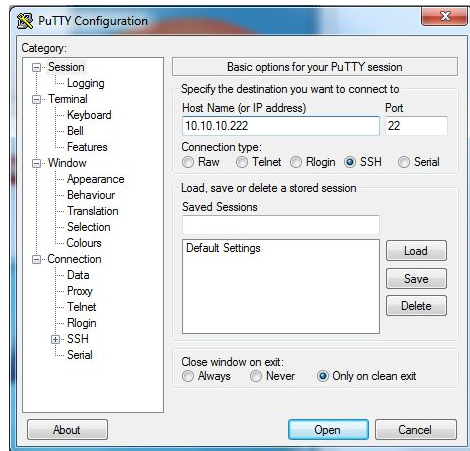 PuTTY Configuration
Category:
Session
Logging
Terminal
Keyboard
Bell
Features
Window
Appearance
Behaviour
Translation
Selection
Colours
Connection
Data
Proxy
Telnet
Rlogin
SSH
Serial
Basic options for your PuTTY session
Specify the destination you want to connect to
Host Name (or IP address) Port
10.10.10.222 22
Connection type:
Raw Telnet Rlogin SSH Serial
Load, save or delete a stored session
Saved Sessions
Default Settings
Load
Save
Delete
Close window on exit:
Always Never Only on clean exit
About Open Cancel